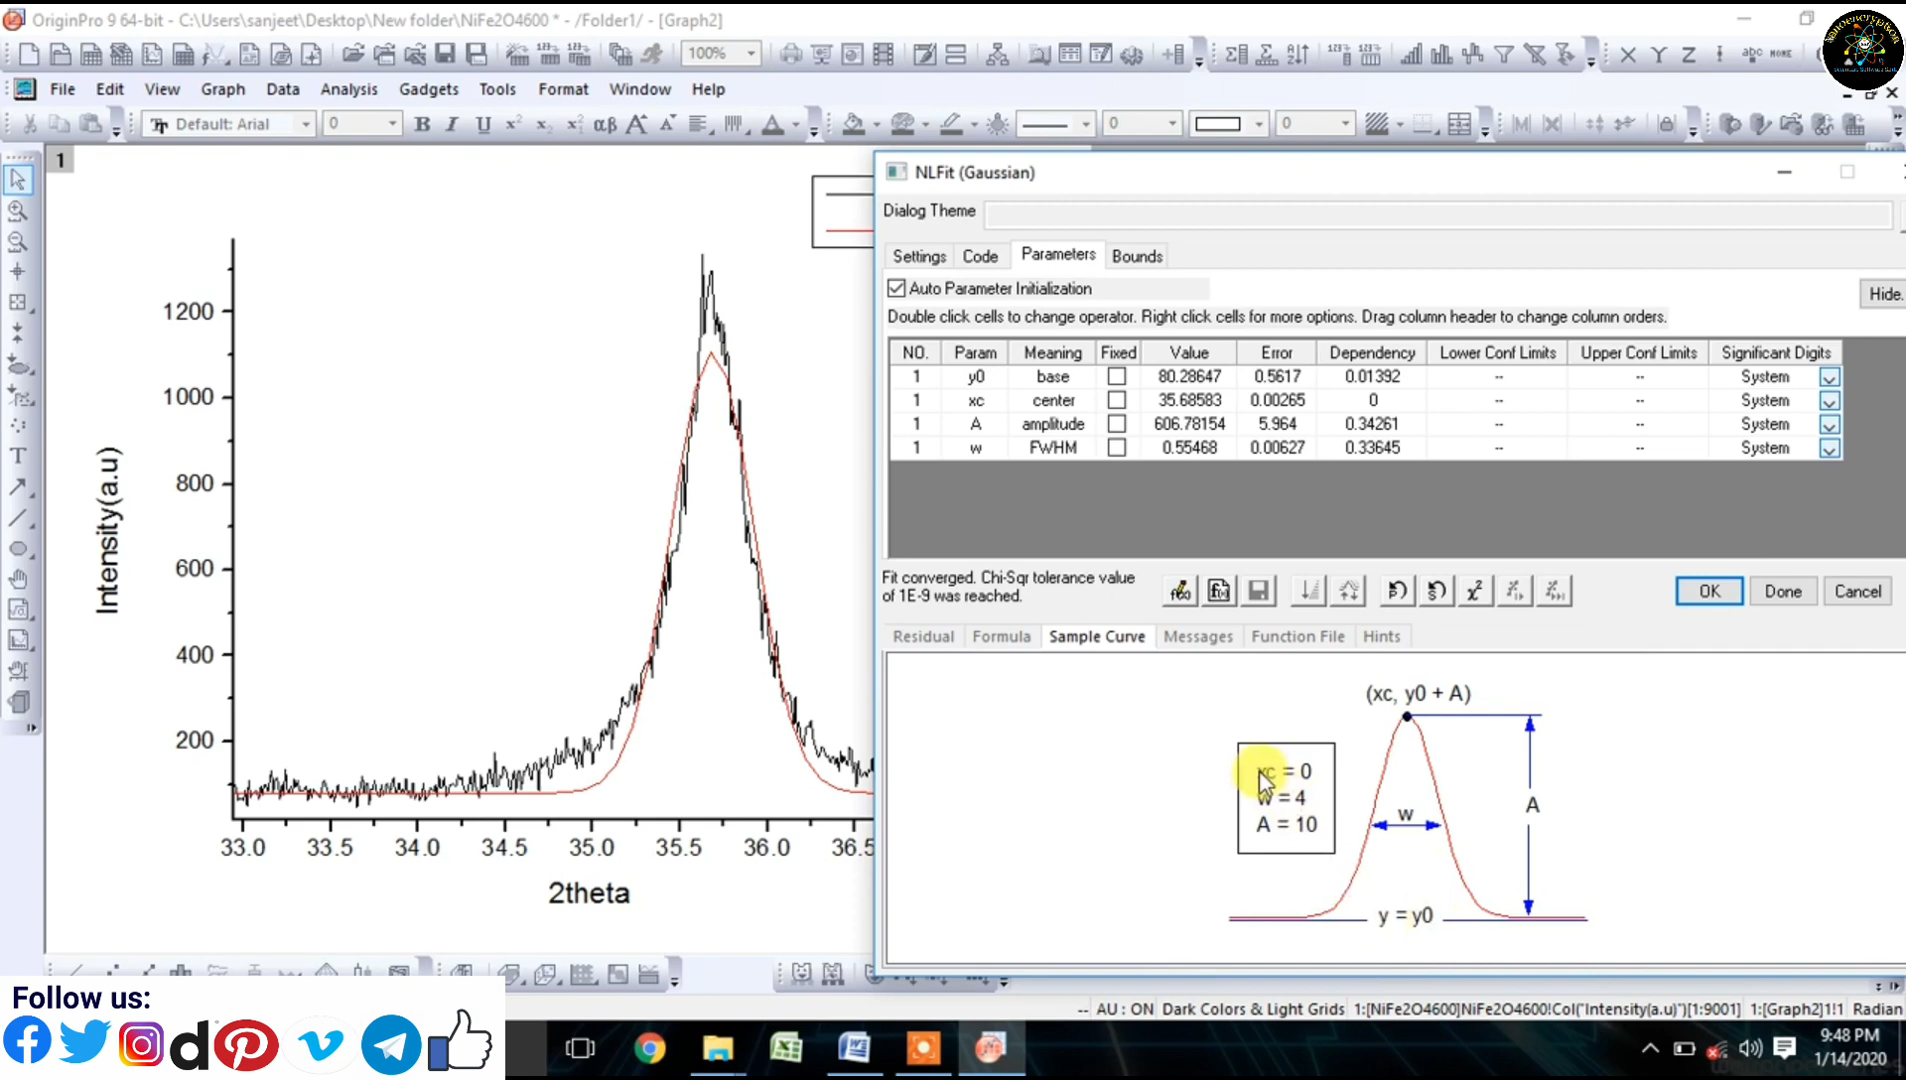 OriginPro 9 64-bit - C:\Users\sanjeet\Desktop\New folder\NiFe2O4600 * - /Folder1/ - [Graph2]
100%
X Y Z
abc MORE
nanoencryption
File Edit View Graph Data Analysis Gadgets Tools Format Window Help
Default: Arial 0 B I U 0 0
1
NLFit (Gaussian)
Dialog Theme
Settings Code Parameters Bounds
Auto Parameter Initialization
Hide.
Double click cells to change operator. Right click cells for more options. Drag column header to change column orders.
NO. Param Meaning Fixed Value Error Dependency Lower Conf Limits Upper Conf Limits Significant Digits
1 y0 base 80.28647 0.5617 0.01392 -- -- System
1 xc center 35.68583 0.00265 0 -- -- System
1 A amplitude 606.78154 5.964 0.34261 -- -- System
1 w FWHM 0.55468 0.00627 0.33645 -- -- System
Fit converged. Chi-Sqr tolerance value
of 1E-9 was reached.
OK Done Cancel
Residual Formula Sample Curve Messages Function File Hints
(xc, y0 + A)
xc = 0
w = 4
A = 10
w
A
y = y0
1200
1000
800
600
400
200
Intensity(a.u)
33.0 33.5 34.0 34.5 35.0 35.5 36.0 36.5
2theta
Follow us:
-- AU : ON Dark Colors & Light Grids 1:[NiFe2O4600]NiFe2O4600!Col("Intensity(a.u)")[1:9001] 1:[Graph2]1!1 Radian
9:48 PM
1/14/2020